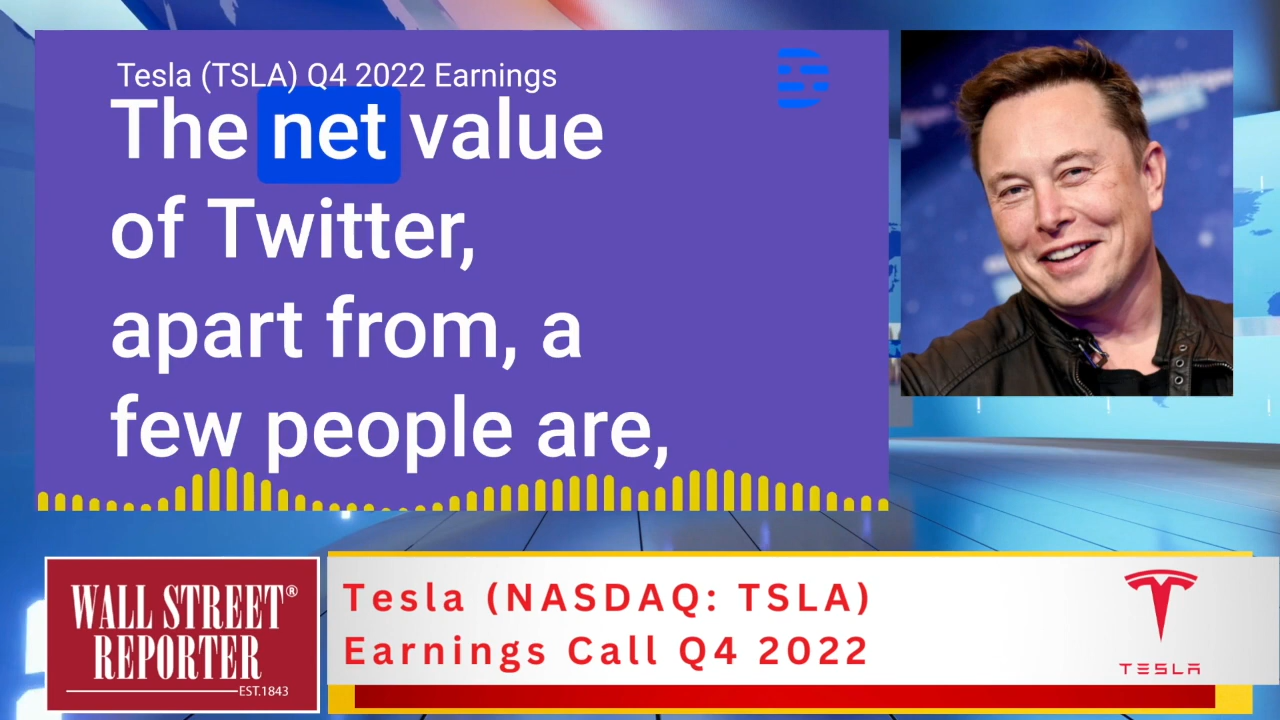 Tesla (TSLA) Q4 2022 Earnings
The net value
of Twitter,
apart from, a
few people are,
WALL STREET®
REPORTER
EST.1843
Tesla (NASDAQ: TSLA)
Earnings Call Q4 2022
TESLA